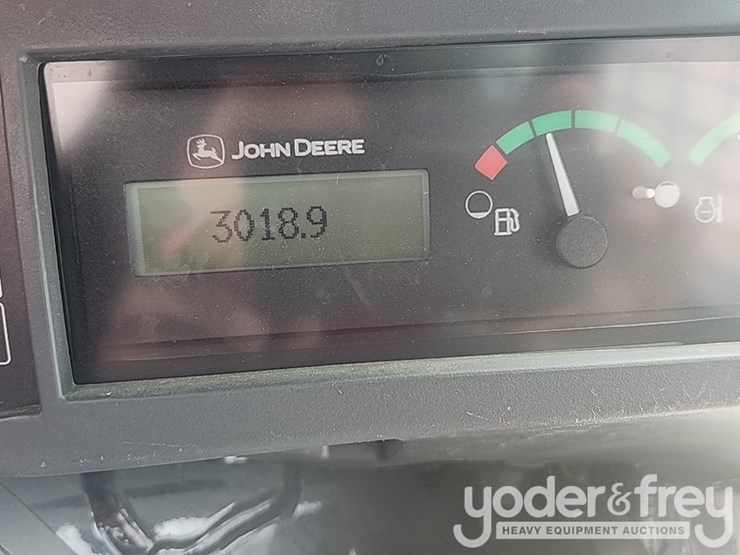 JOHN DEERE
3018.9
yoder & frey
HEAVY EQUIPMENT AUCTIONS